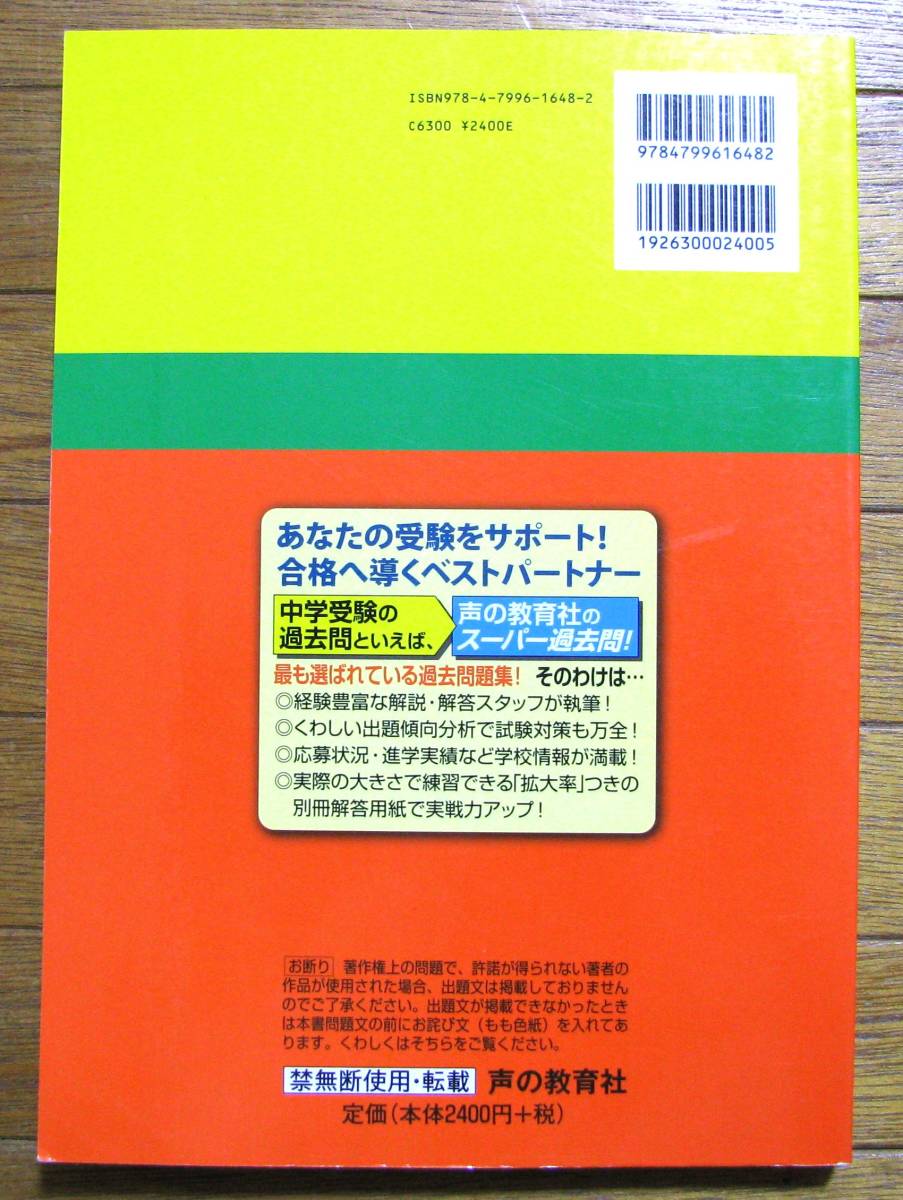 ISBN978-4-7996-1648-2
C6300 ¥2400E
9784799616482
1926300024005
あなたの受験をサポート!
合格へ導くベストパートナー
中学受験の
過去問といえば、
声の教育社の
スーパー過去問!
最も選ばれている過去問題集! そのわけは…
◎経験豊富な解説・解答スタッフが執筆!
◎くわしい出題傾向分析で試験対策も万全!
◎応募状況・進学実績など学校情報が満載!
◎実際の大きさで練習できる「拡大率」つきの
別冊解答用紙で実戦力アップ!
お断り 著作権上の問題で、許諾が得られない著者の
作品が使用された場合、出題文は掲載しておりません
のでご了承ください。出題文が掲載できなかったとき
は本書問題文の前にお詫び文(もも色紙)を入れてあ
ります。くわしくはそちらをご覧ください。
禁無断使用・転載 声の教育社
定価(本体2400円+税)